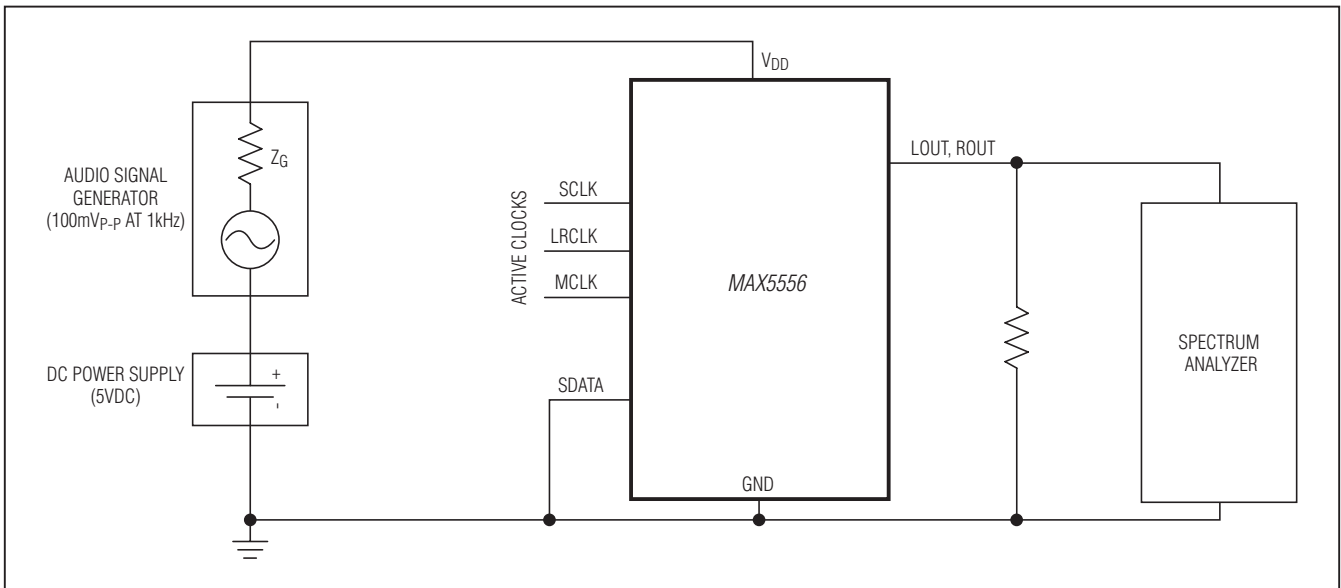 VDD
ZG
AUDIO SIGNAL
GENERATOR
(100mVP-P AT 1kHz)
LOUT, ROUT
ACTIVE CLOCKS
SCLK
LRCLK
MCLK
MAX5556
SPECTRUM
ANALYZER
DC POWER SUPPLY
(5VDC)
+
-
SDATA
GND